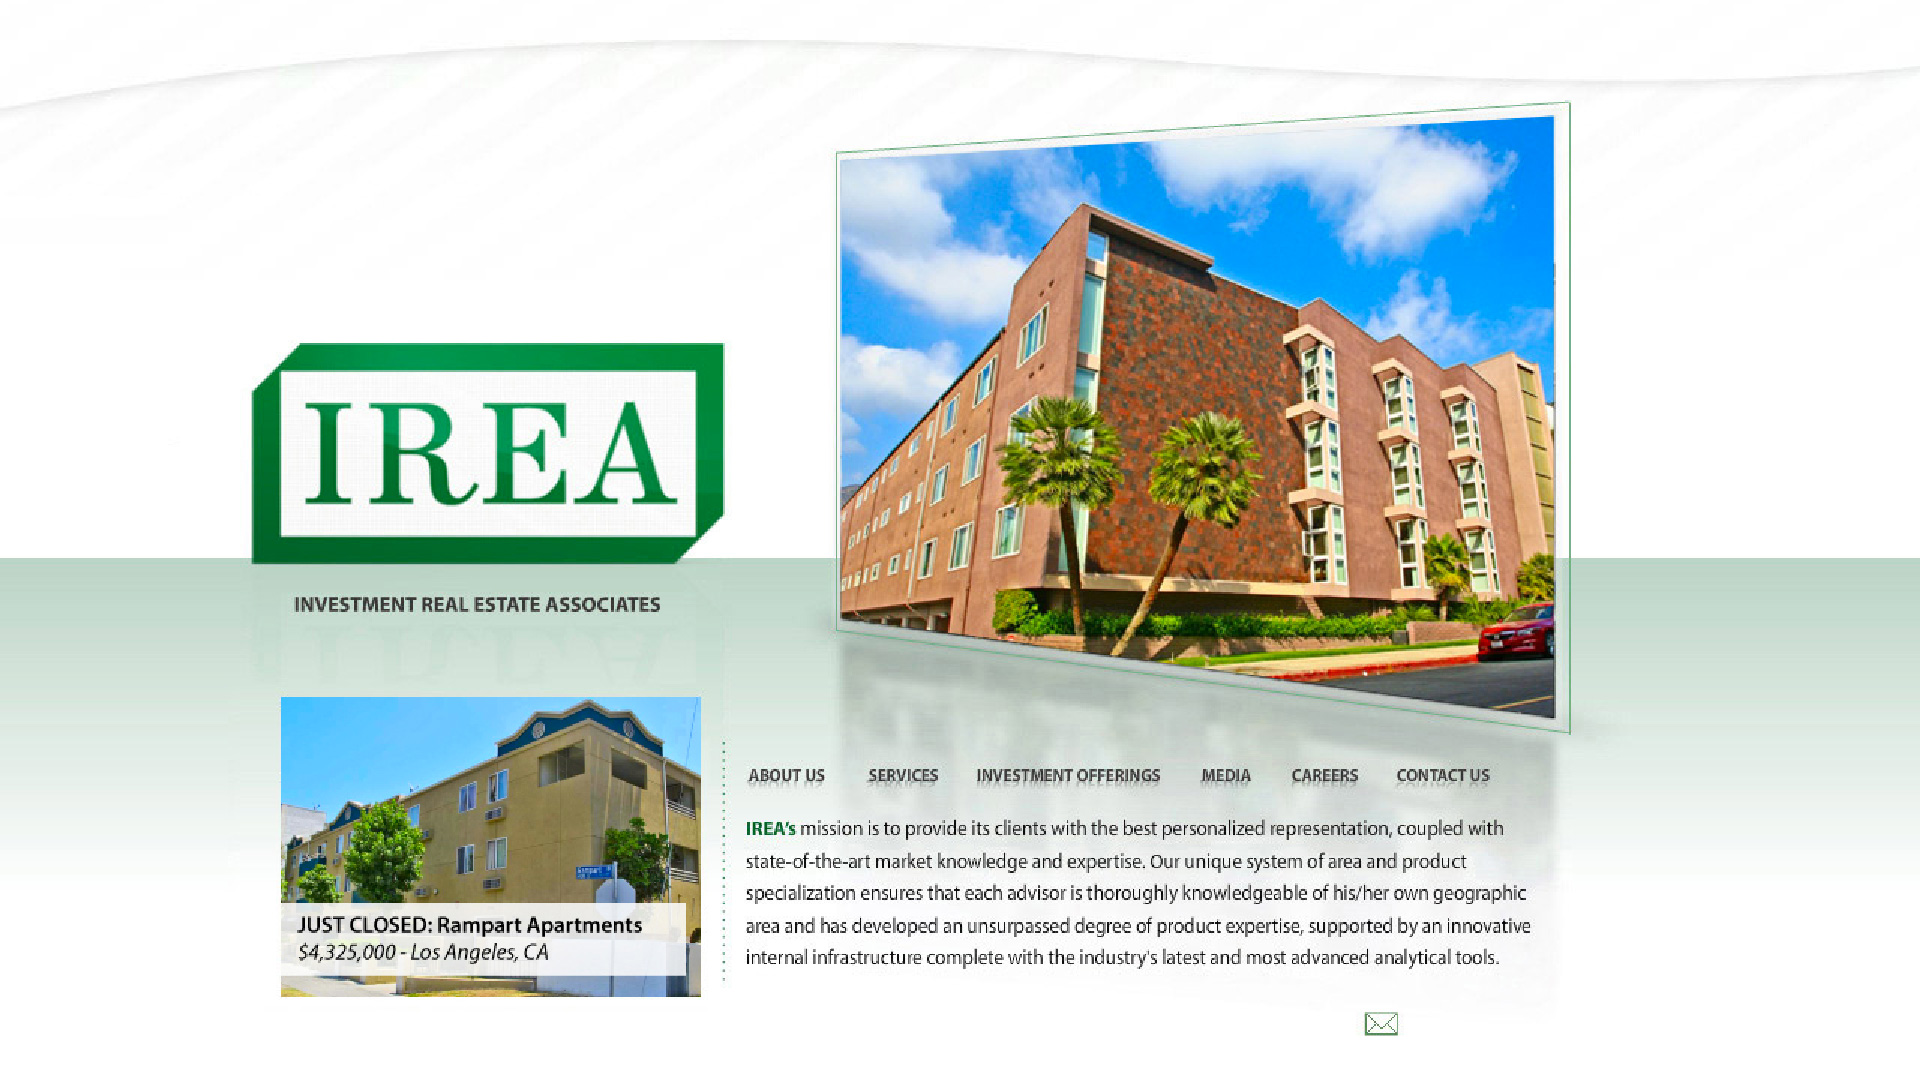 IREA
INVESTMENT REAL ESTATE ASSOCIATES
JUST CLOSED: Rampart Apartments
$4,325,000 - Los Angeles, CA
ABOUT US SERVICES INVESTMENT OFFERINGS MEDIA CAREERS CONTACT US
IREA's mission is to provide its clients with the best personalized representation, coupled with
state-of-the-art market knowledge and expertise. Our unique system of area and product
specialization ensures that each advisor is thoroughly knowledgeable of his/her own geographic
area and has developed an unsurpassed degree of product expertise, supported by an innovative
internal infrastructure complete with the industry's latest and most advanced analytical tools.